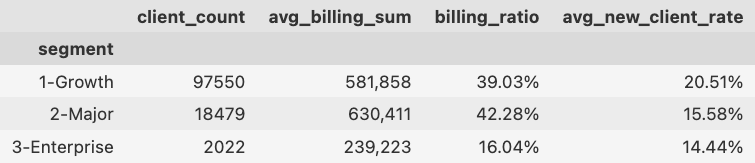 client_count avg_billing_sum billing_ratio avg_new_client_rate
segment
1-Growth 97550 581,858 39.03% 20.51%
2-Major 18479 630,411 42.28% 15.58%
3-Enterprise 2022 239,223 16.04% 14.44%